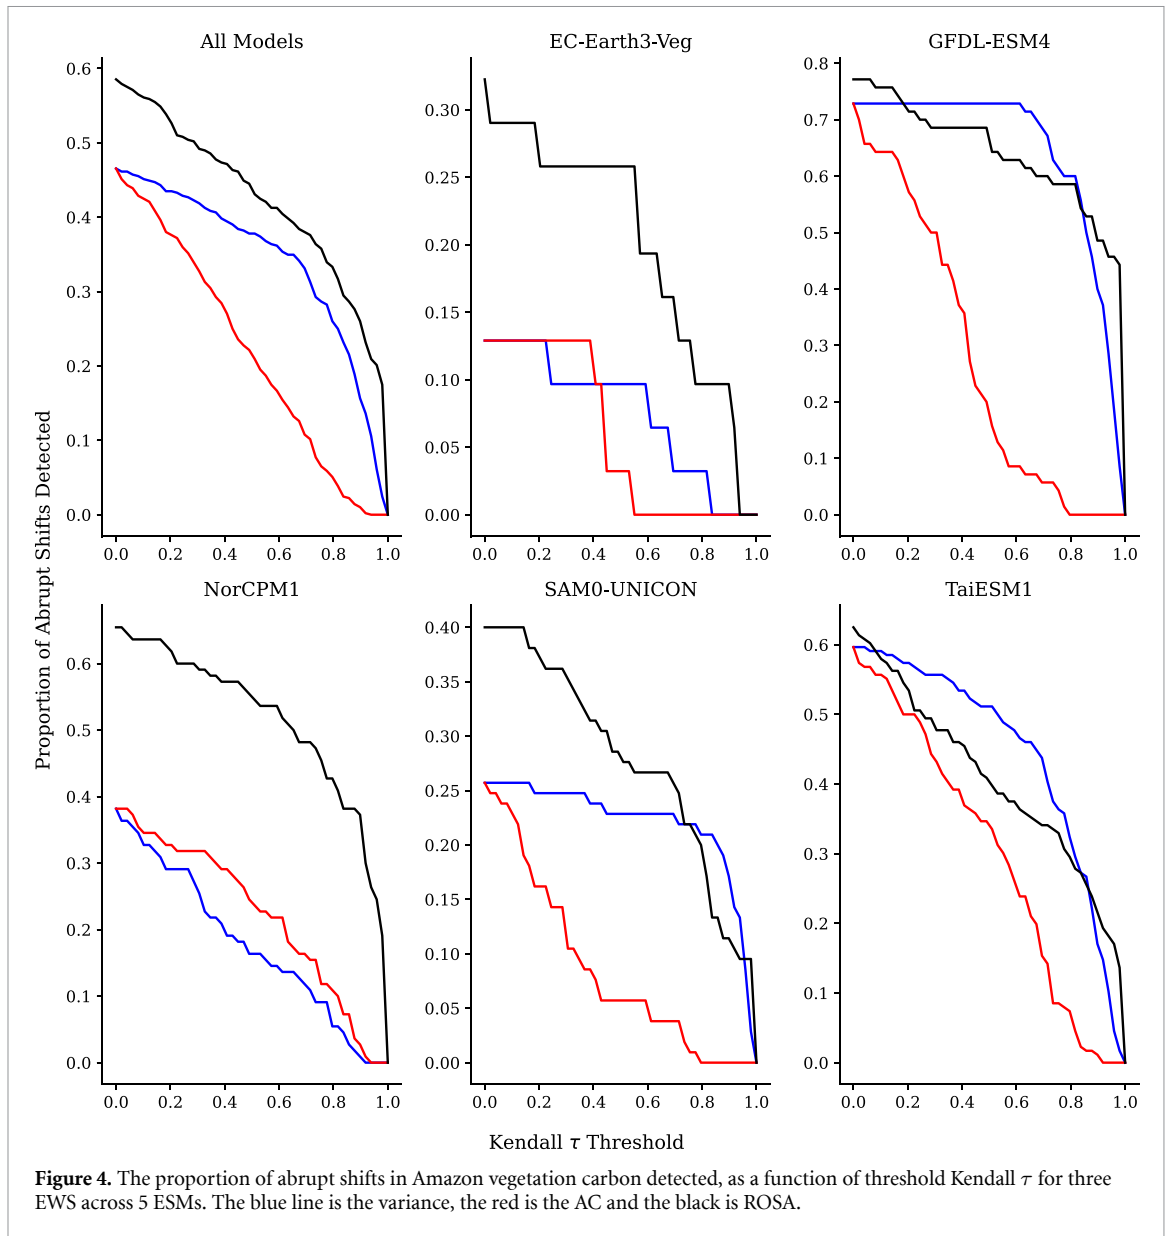 All Models
EC-Earth3-Veg
GFDL-ESM4
0.6
0.5
0.4
0.3
0.2
0.1
0.0
0.0 0.2 0.4 0.6 0.8 1.0
0.30
0.25
0.20
0.15
0.10
0.05
0.00
0.0 0.2 0.4 0.6 0.8 1.0
0.8
0.7
0.6
0.5
0.4
0.3
0.2
0.1
0.0
0.0 0.2 0.4 0.6 0.8 1.0
Proportion of Abrupt Shifts Detected
NorCPM1
SAM0-UNICON
TaiESM1
0.6
0.5
0.4
0.3
0.2
0.1
0.0
0.0 0.2 0.4 0.6 0.8 1.0
0.40
0.35
0.30
0.25
0.20
0.15
0.10
0.05
0.00
0.0 0.2 0.4 0.6 0.8 1.0
0.6
0.5
0.4
0.3
0.2
0.1
0.0
0.0 0.2 0.4 0.6 0.8 1.0
Kendall τ Threshold
Figure 4. The proportion of abrupt shifts in Amazon vegetation carbon detected, as a function of threshold Kendall τ for three
EWS across 5 ESMs. The blue line is the variance, the red is the AC and the black is ROSA.